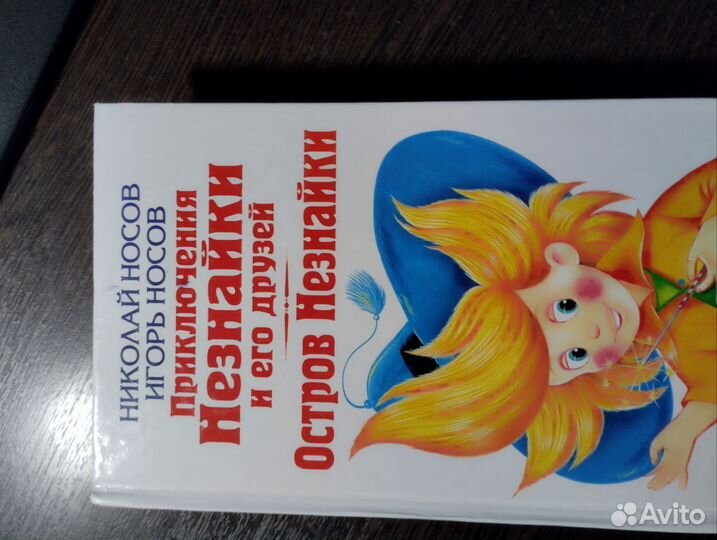 НИКОЛАЙ НОСОВ
ИГОРЬ НОСОВ
Приключения
Незнайки
и его друзей
Остров Незнайки
Avito